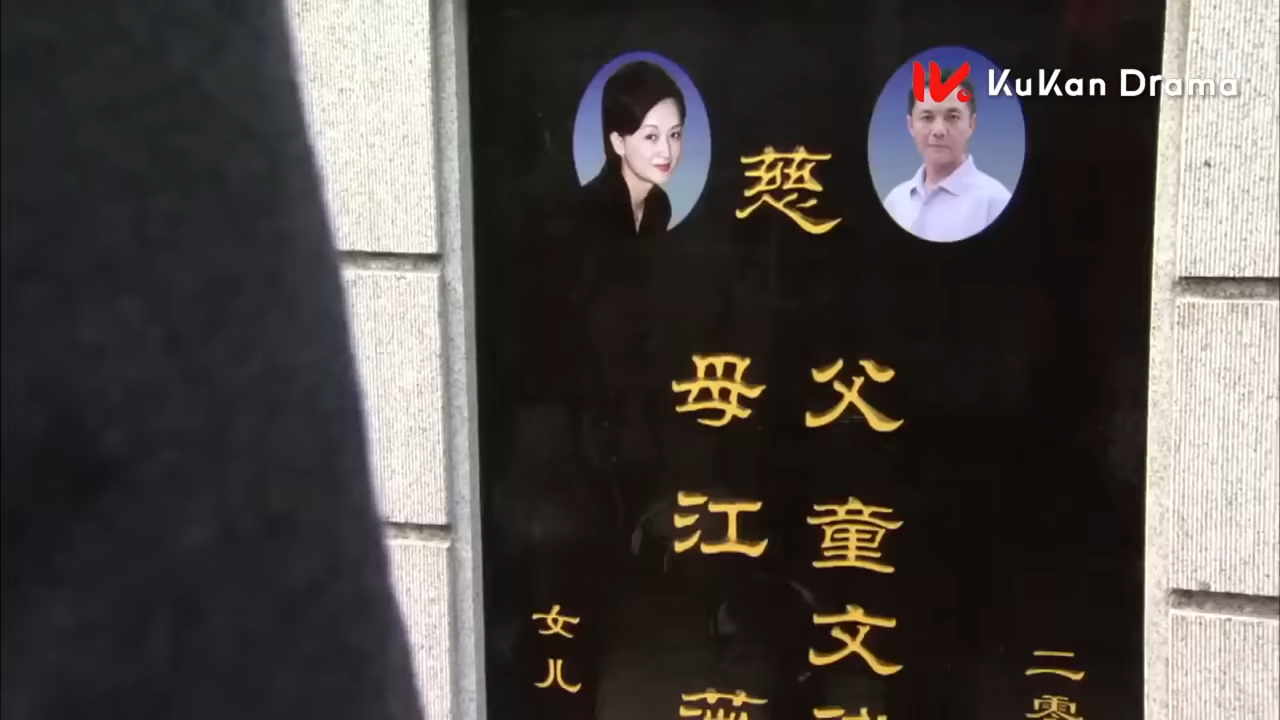 KuKan Drama
慈
父童文
母江
二零
女儿